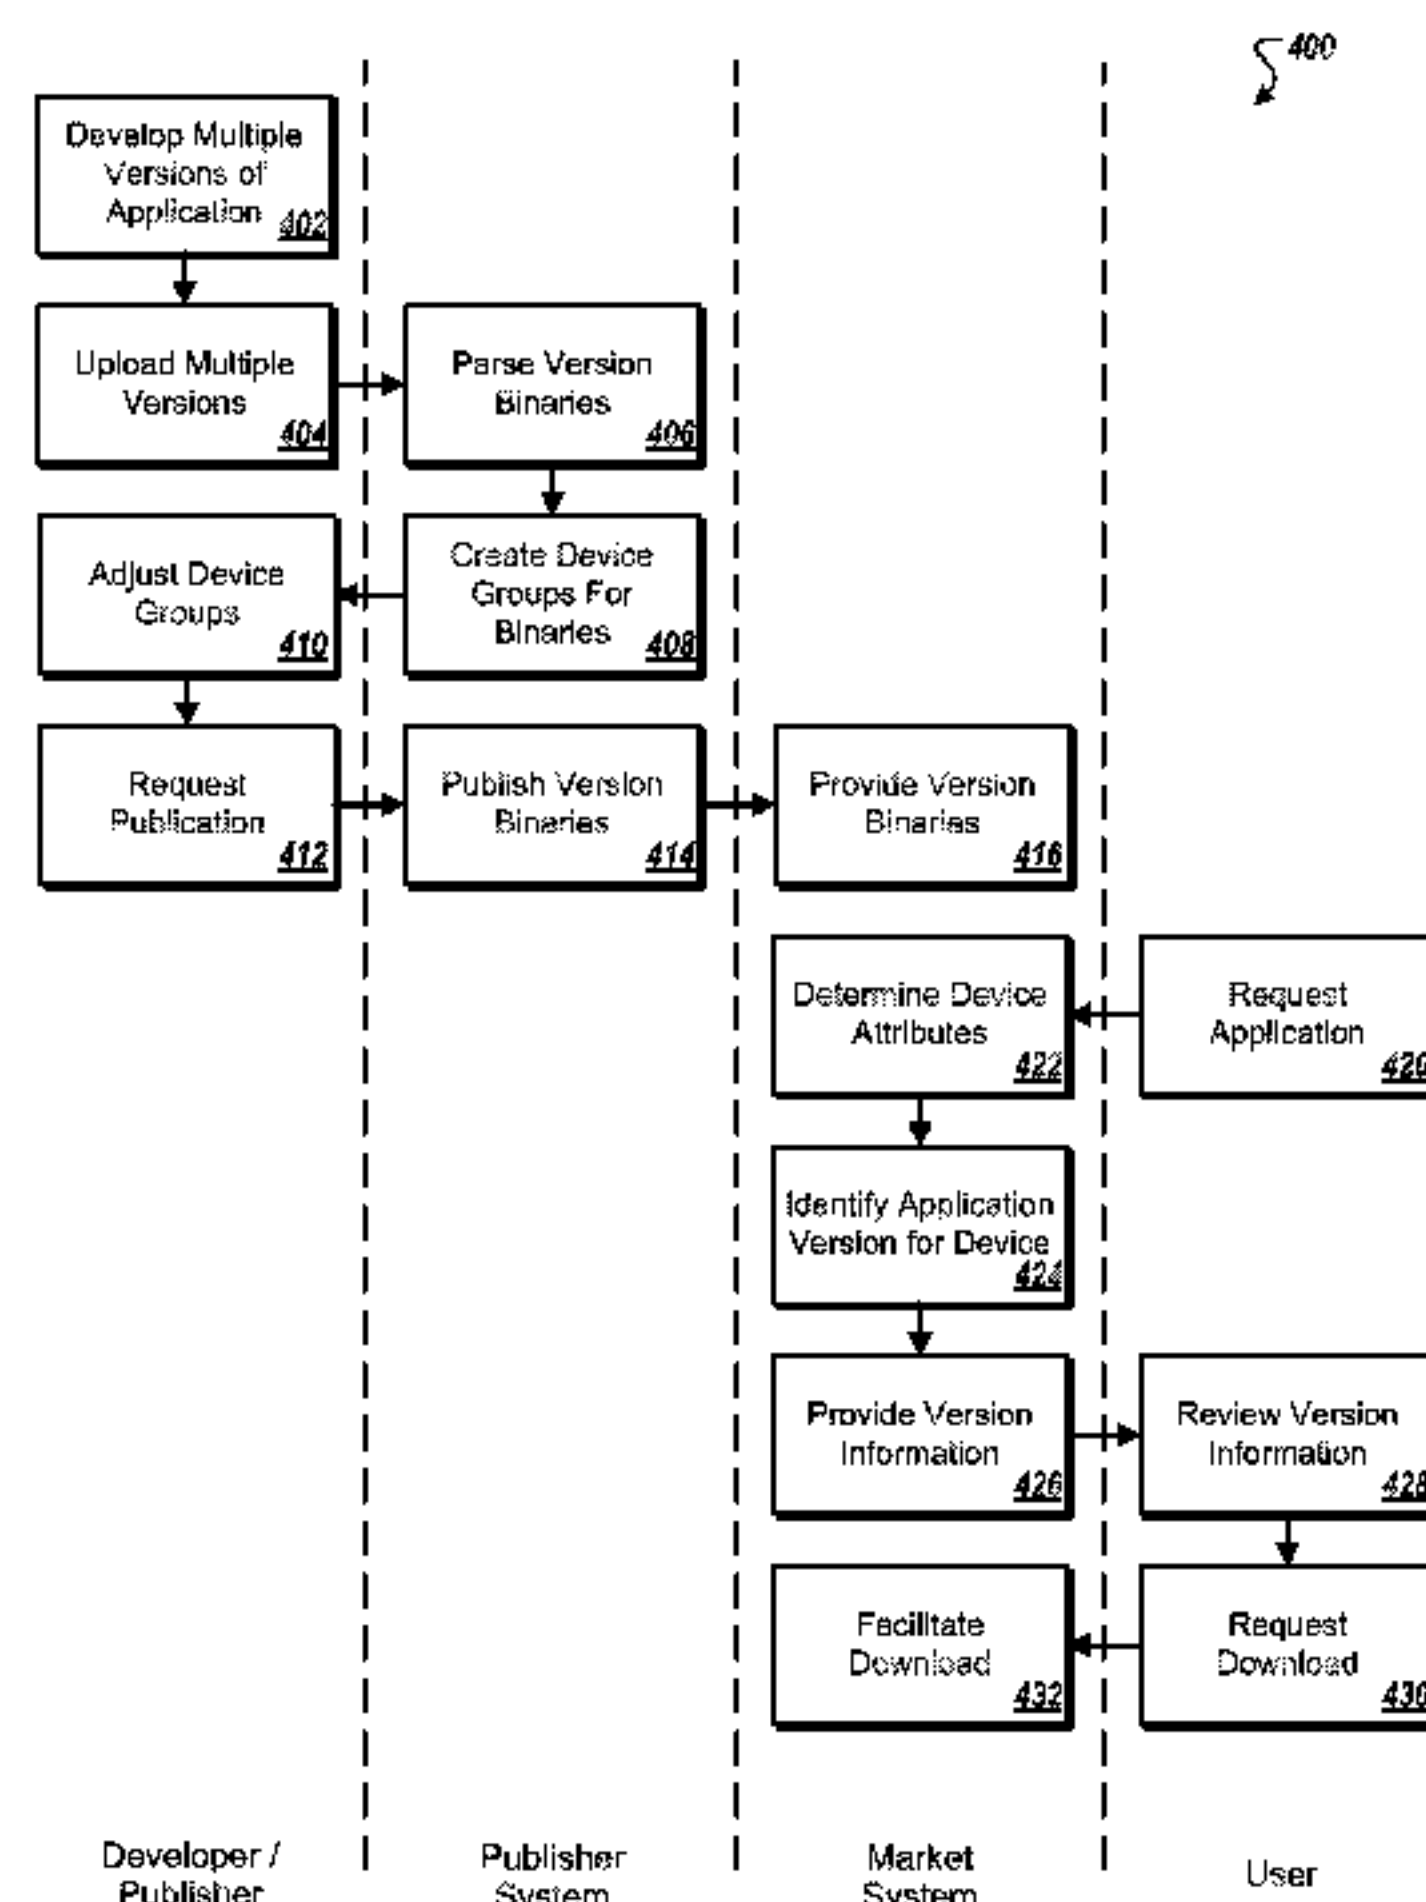 400
Develop Multiple
Versions of
Application
402
Upload Multiple
Versions
404
Parse Version
Binaries
406
Adjust Device
Groups
410
Create Device
Groups For
Binaries
408
Request
Publication
412
Publish Version
Binaries
414
Provide Version
Binaries
416
Determine Device
Attributes
422
Request
Application
420
Identify Application
Version for Device
424
Provide Version
Information
426
Review Version
Information
428
Facilitate
Download
432
Request
Download
430
Developer /
Publisher
Publisher
System
Market
System
User